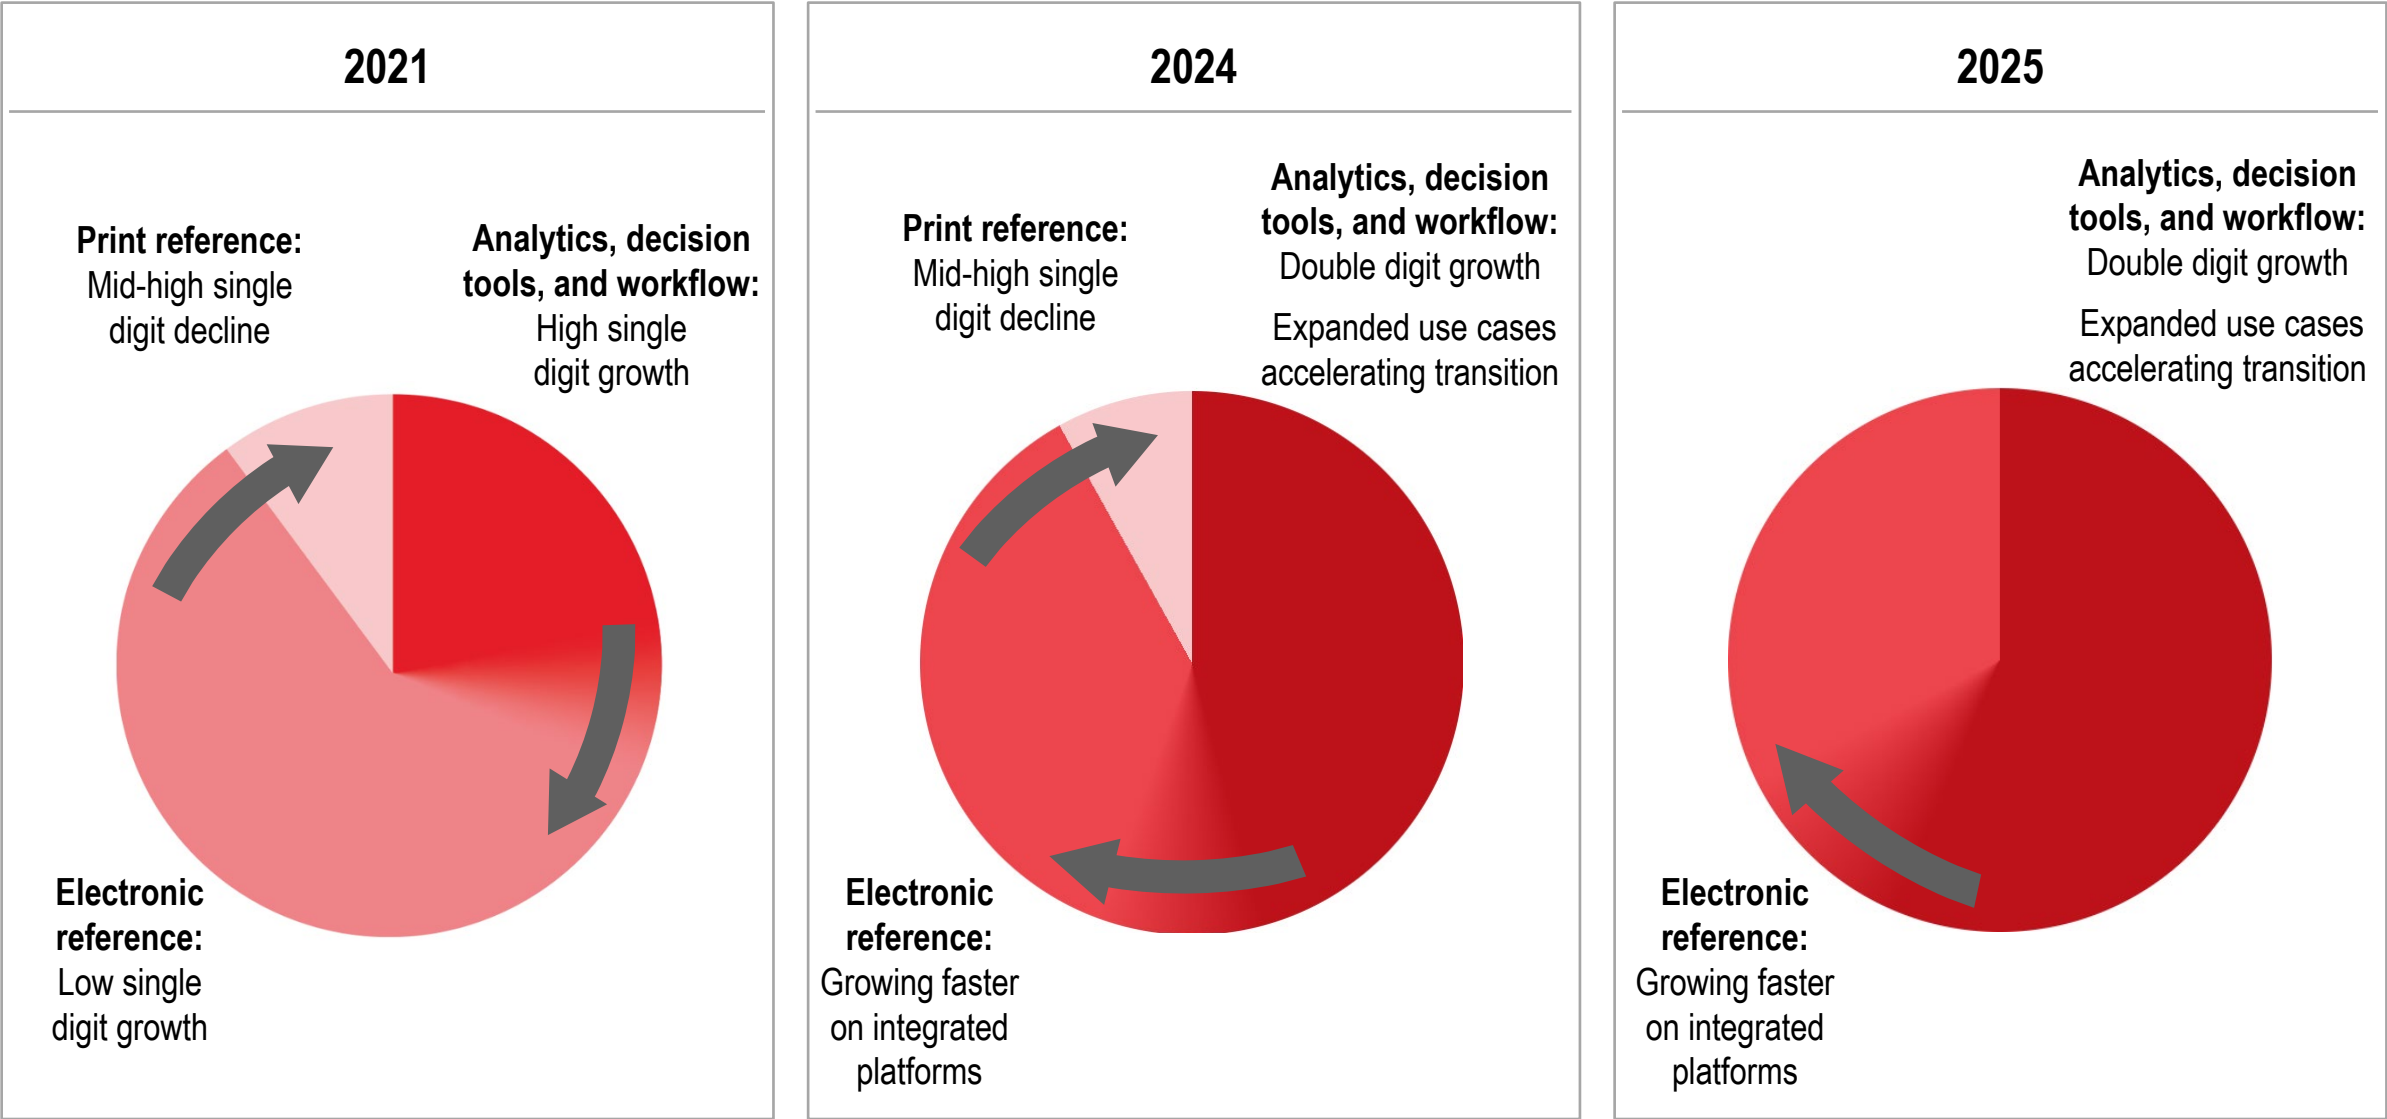 2021
Print reference:
Mid-high single
digit decline
Analytics, decision
tools, and workflow:
High single
digit growth
Electronic
reference:
Low single
digit growth
2024
Print reference:
Mid-high single
digit decline
Analytics, decision
tools, and workflow:
Double digit growth
Expanded use cases
accelerating transition
Electronic
reference:
Growing faster
on integrated
platforms
2025
Analytics, decision
tools, and workflow:
Double digit growth
Expanded use cases
accelerating transition
Electronic
reference:
Growing faster
on integrated
platforms